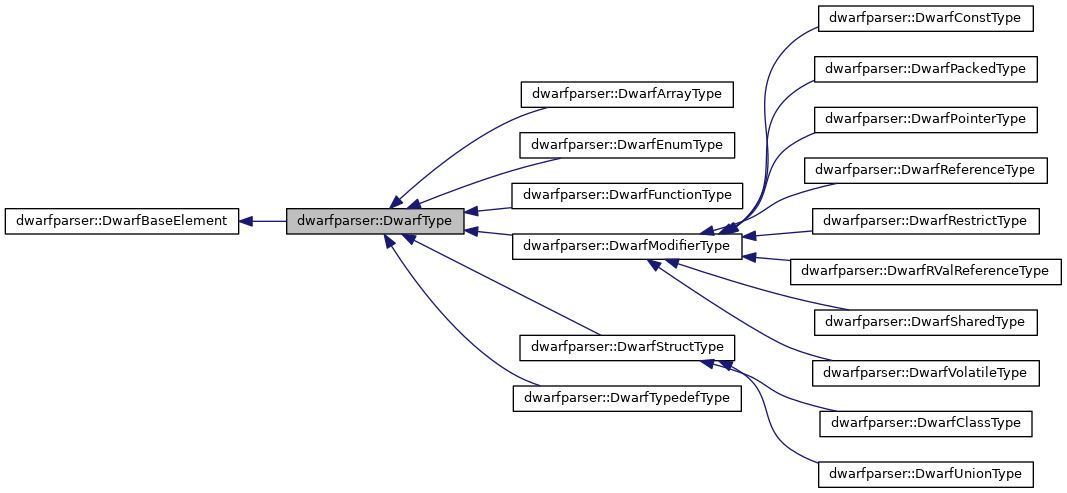 dwarfparser::DwarfBaseElement
dwarfparser::DwarfType
dwarfparser::DwarfArrayType
dwarfparser::DwarfEnumType
dwarfparser::DwarfFunctionType
dwarfparser::DwarfModifierType
dwarfparser::DwarfStructType
dwarfparser::DwarfTypedefType
dwarfparser::DwarfConstType
dwarfparser::DwarfPackedType
dwarfparser::DwarfPointerType
dwarfparser::DwarfReferenceType
dwarfparser::DwarfRestrictType
dwarfparser::DwarfRValReferenceType
dwarfparser::DwarfSharedType
dwarfparser::DwarfVolatileType
dwarfparser::DwarfClassType
dwarfparser::DwarfUnionType